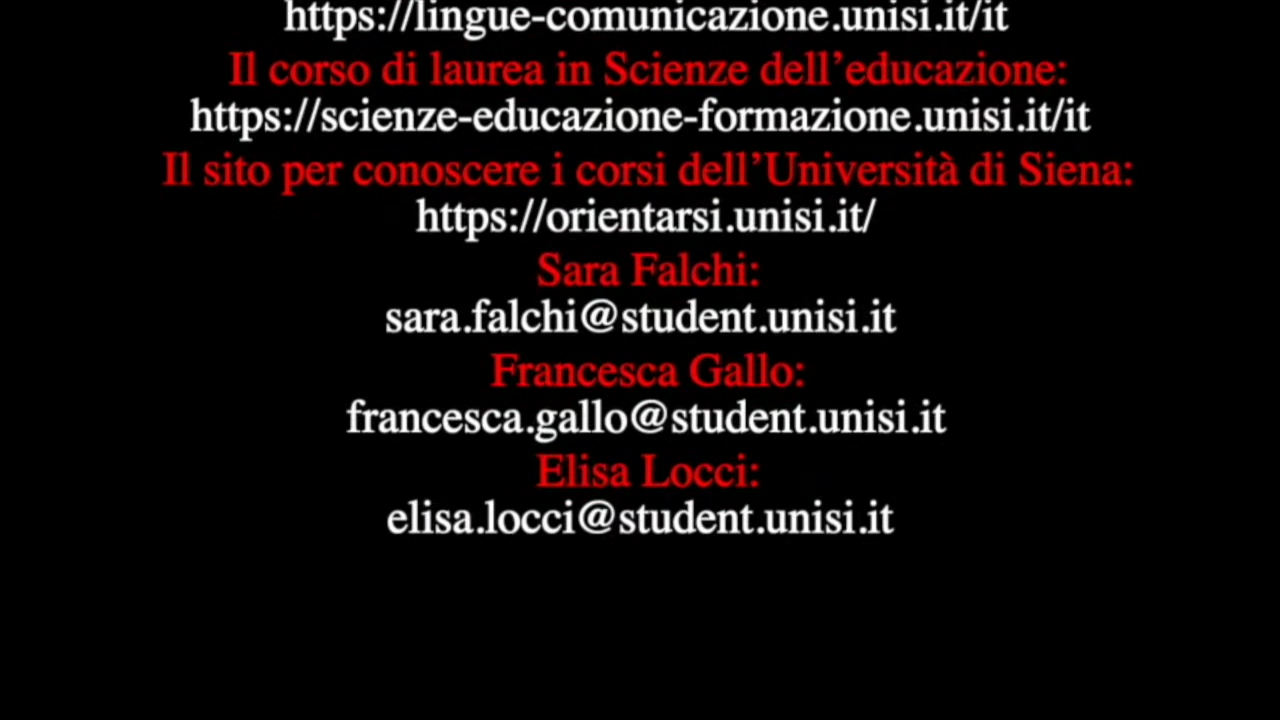 https://lingue-comunicazione.unisi.it/it
Il corso di laurea in Scienze dell’educazione:
https://scienze-educazione-formazione.unisi.it/it
Il sito per conoscere i corsi dell’Università di Siena:
https://orientarsi.unisi.it/
Sara Falchi:
sara.falchi@student.unisi.it
Francesca Gallo:
francesca.gallo@student.unisi.it
Elisa Locci:
elisa.locci@student.unisi.it